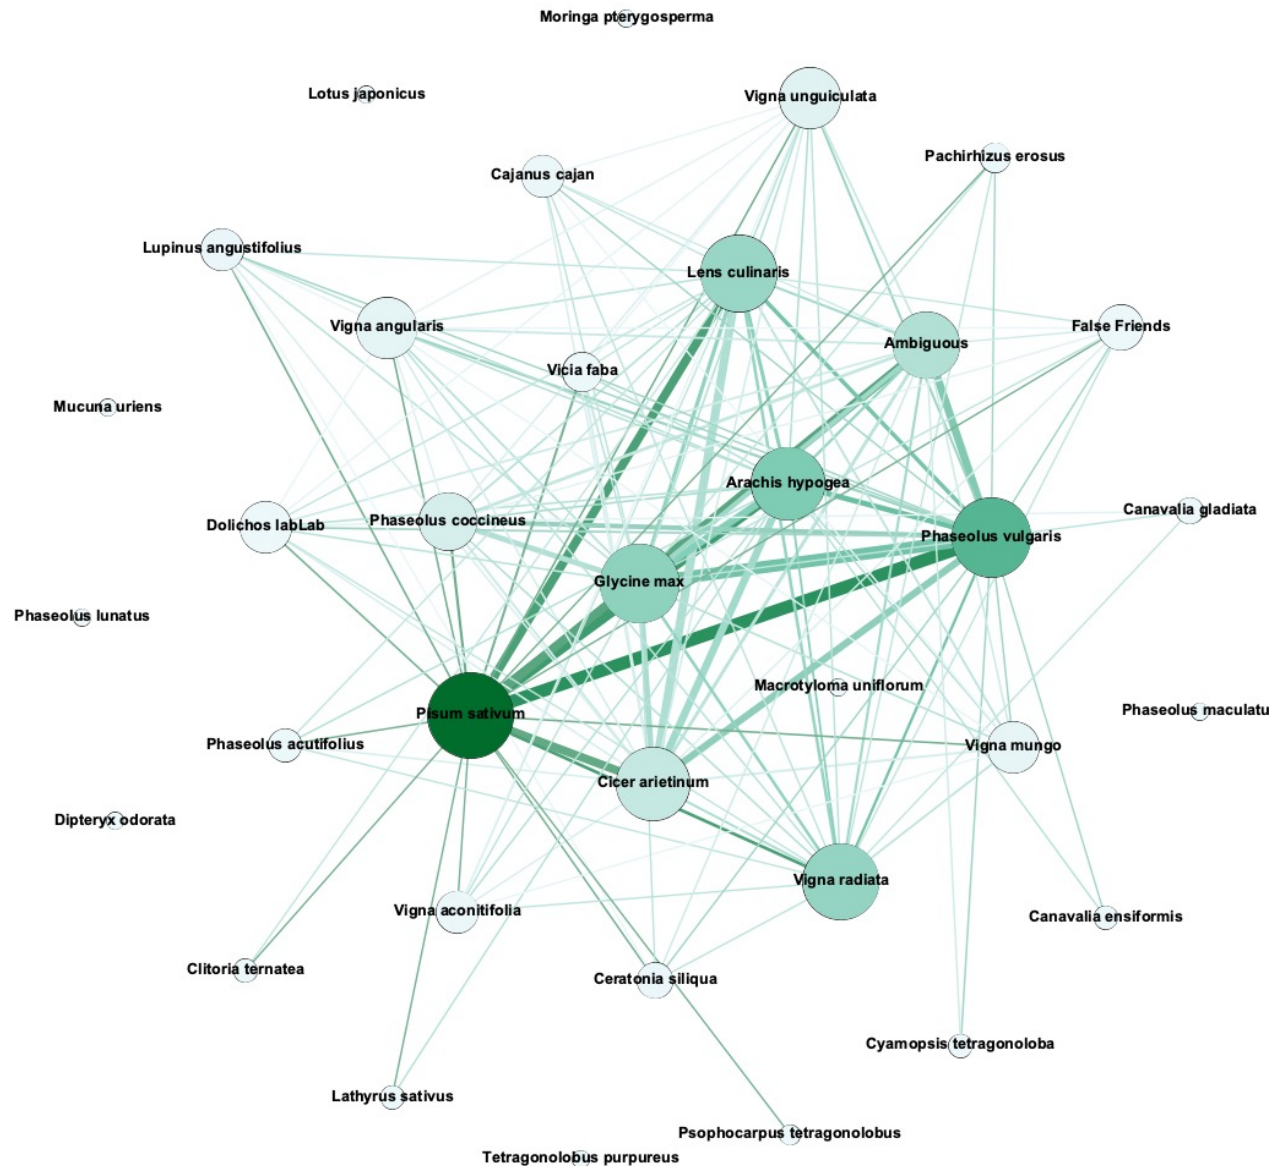 Moringa pterygosperma
Lotus japonicus
Vigna unguiculata
Pachirhizus erosus
Cajanus cajan
Lupinus angustifolius
Lens culinaris
Vigna angularis
False Friends
Ambiguous
Vicia faba
Mucuna uriens
Arachis hypogea
Canavalia gladiata
Phaseolus coccineus
Dolichos labLab
Phaseolus vulgaris
Glycine max
Phaseolus lunatus
Macrotyloma uniflorum
Phaseolus maculatu
Pisum sativum
Phaseolus acutifolius
Vigna mungo
Cicer arietinum
Dipteryx odorata
Vigna radiata
Vigna aconitifolia
Canavalia ensiformis
Clitoria ternatea
Ceratonia siliqua
Cyamopsis tetragonoloba
Lathyrus sativus
Psophocarpus tetragonolobus
Tetragonolobus purpureus